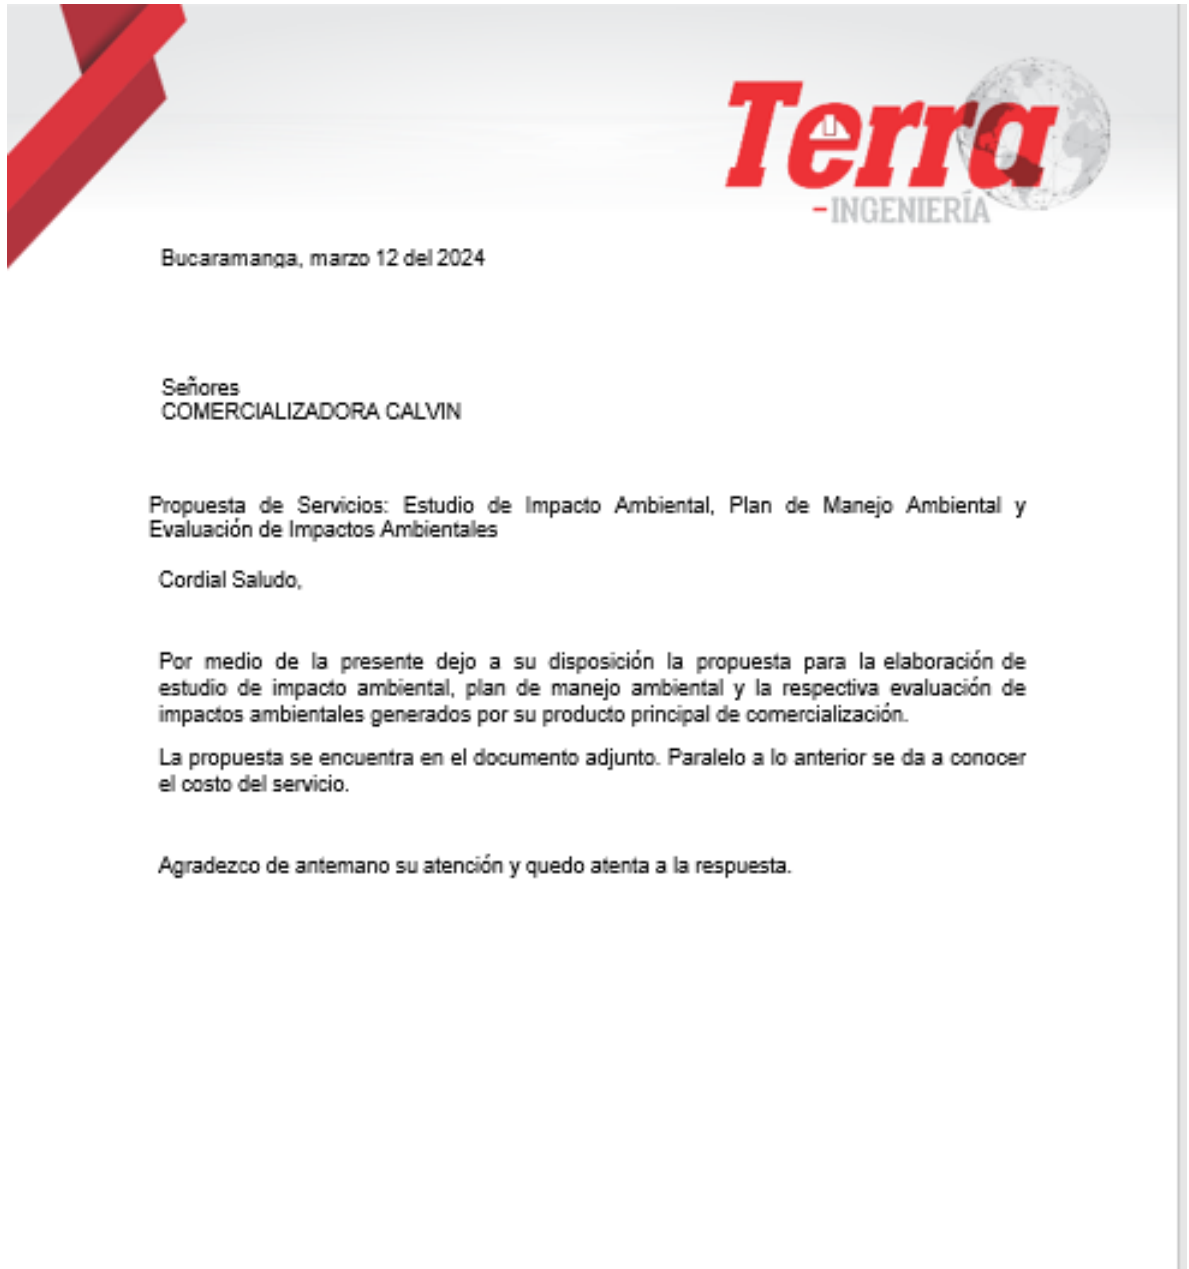 Terra
-INGENIERÍA
Bucaramanga, marzo 12 del 2024
Señores
COMERCIALIZADORA CALVIN
Propuesta de Servicios: Estudio de Impacto Ambiental, Plan de Manejo Ambiental y
Evaluación de Impactos Ambientales
Cordial Saludo,
Por medio de la presente dejo a su disposición la propuesta para la elaboración de
estudio de impacto ambiental, plan de manejo ambiental y la respectiva evaluación de
impactos ambientales generados por su producto principal de comercialización.
La propuesta se encuentra en el documento adjunto. Paralelo a lo anterior se da a conocer
el costo del servicio.
Agradezco de antemano su atención y quedo atenta a la respuesta.